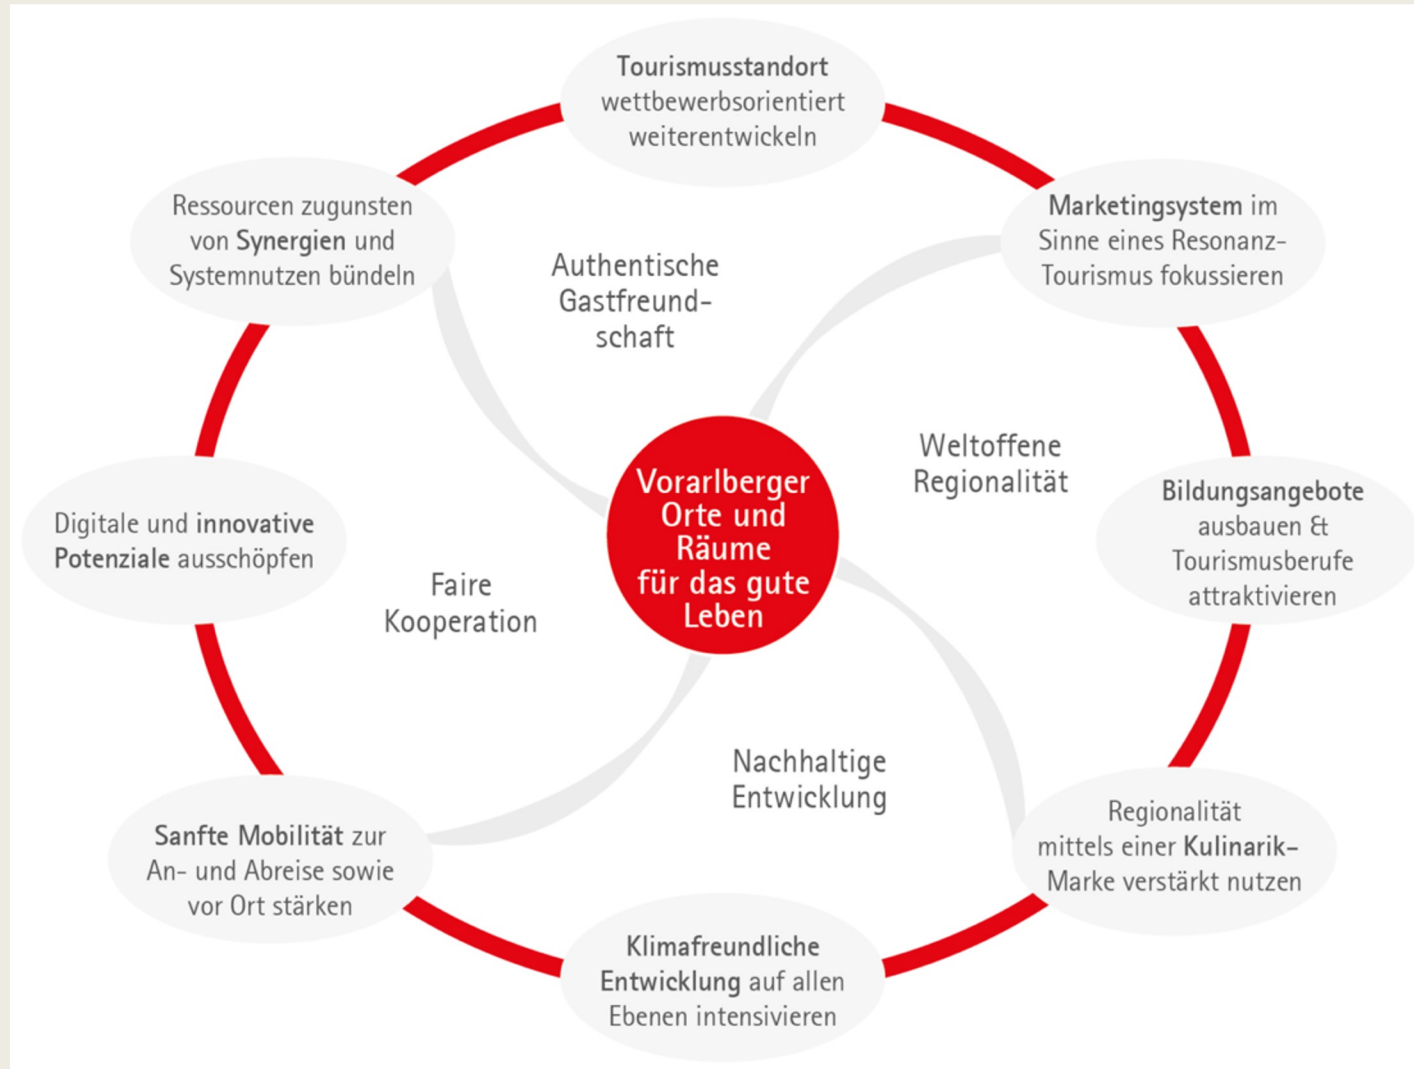 Tourismusstandort
wettbewerbsorientiert
weiterentwickeln
Marketingsystem im
Sinne eines Resonanz-
Tourismus fokussieren
Bildungsangebote
ausbauen &
Tourismusberufe
attraktivieren
Regionalität
mittels einer Kulinarik-
Marke verstärkt nutzen
Klimafreundliche
Entwicklung auf allen
Ebenen intensivieren
Sanfte Mobilität zur
An- und Abreise sowie
vor Ort stärken
Digitale und innovative
Potenziale ausschöpfen
Ressourcen zugunsten
von Synergien und
Systemnutzen bündeln
Authentische
Gastfreund-
schaft
Weltoffene
Regionalität
Nachhaltige
Entwicklung
Faire
Kooperation
Vorarlberger
Orte und
Räume
für das gute
Leben